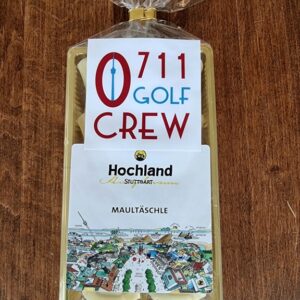 0711
GOLF
CREW
Hochland
STUTTGART
MAULTÄSCHLE